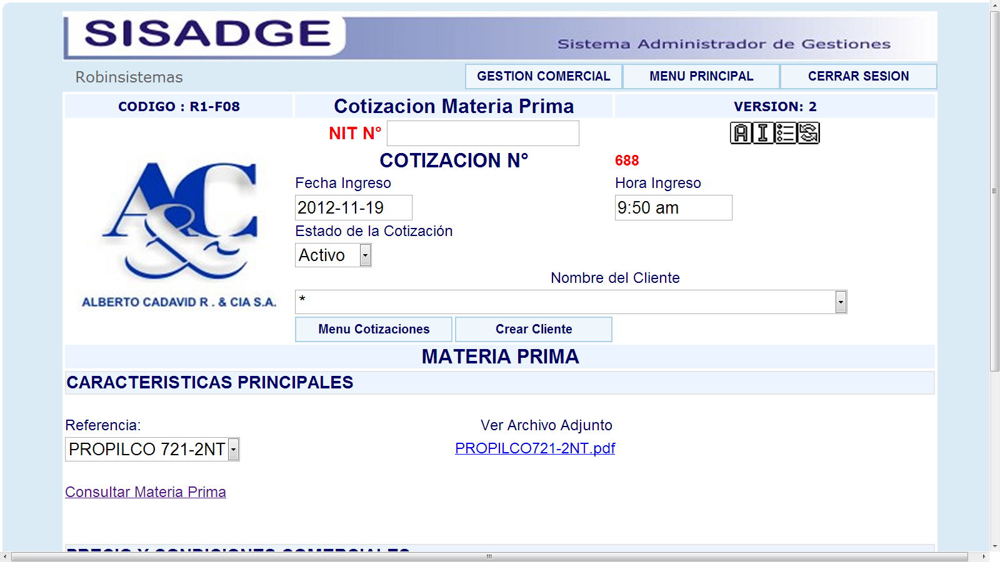 SISADGE
Sistema Administrador de Gestiones
Robinsistemas
GESTION COMERCIAL MENU PRINCIPAL CERRAR SESION
CODIGO : R1-F08 Cotizacion Materia Prima VERSION: 2
NIT N°
A I
COTIZACION N° 688
Fecha Ingreso Hora Ingreso
2012-11-19 9:50 am
Estado de la Cotización
Activo
Nombre del Cliente
*
A&C
ALBERTO CADAVID R . & CIA S.A.
Menu Cotizaciones Crear Cliente
MATERIA PRIMA
CARACTERISTICAS PRINCIPALES
Referencia: Ver Archivo Adjunto
PROPILCO 721-2NT PROPILCO721-2NT.pdf
Consultar Materia Prima
PRECIO Y CONDICIONES COMERCIALES